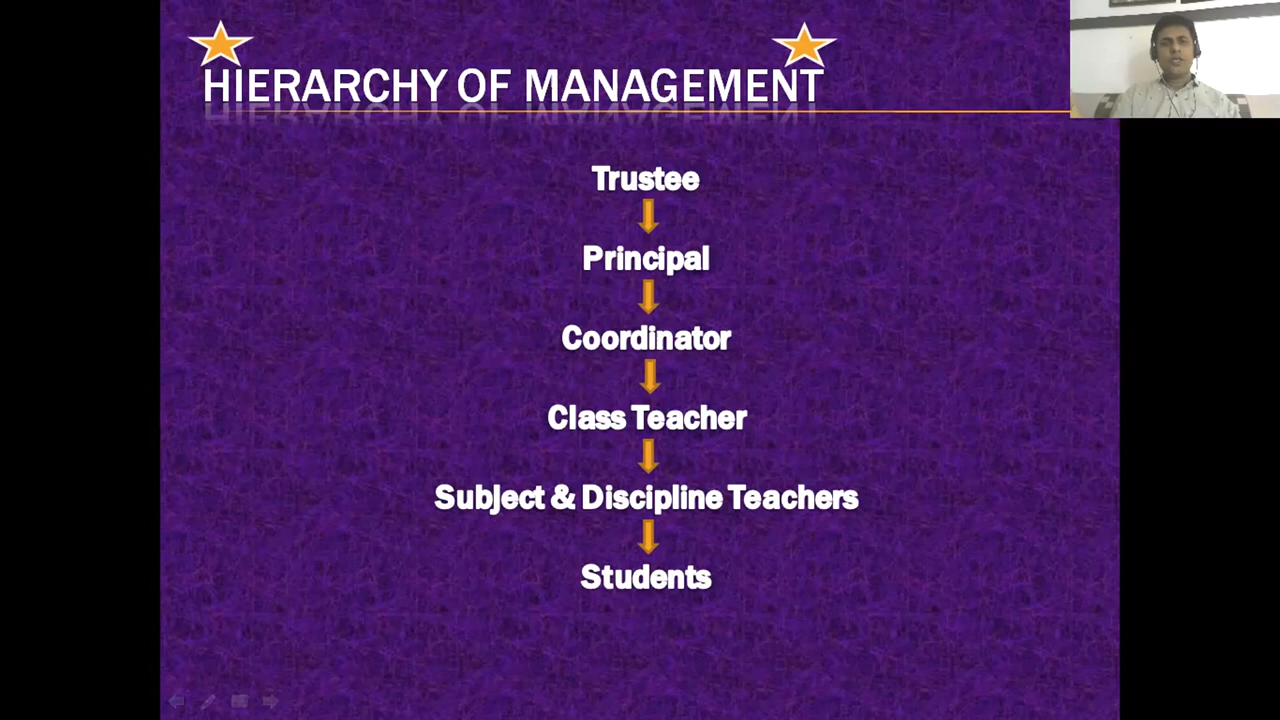 HIERARCHY OF MANAGEMENT
Trustee
Principal
Coordinator
Class Teacher
Subject & Discipline Teachers
Students